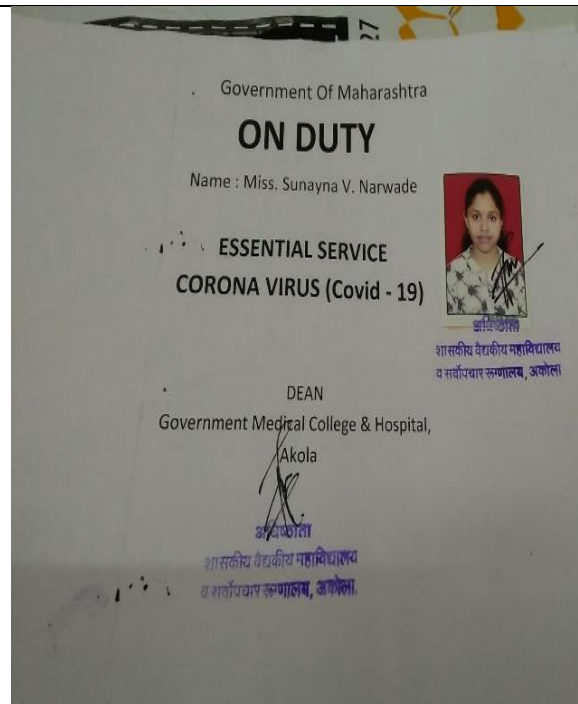 27
Government Of Maharashtra
ON DUTY
Name : Miss. Sunayna V. Narwade
ESSENTIAL SERVICE
CORONA VIRUS (Covid - 19)
अधिष्ठाता
शासकीय वैद्यकीय महाविद्यालय
व सर्वोपचार रूग्णालय, अकोला
DEAN
Government Medical College & Hospital,
Akola
अधिष्ठाता
शासकीय वैद्यकीय महाविद्यालय
व सर्वोपचार रूग्णालय, अकोला.